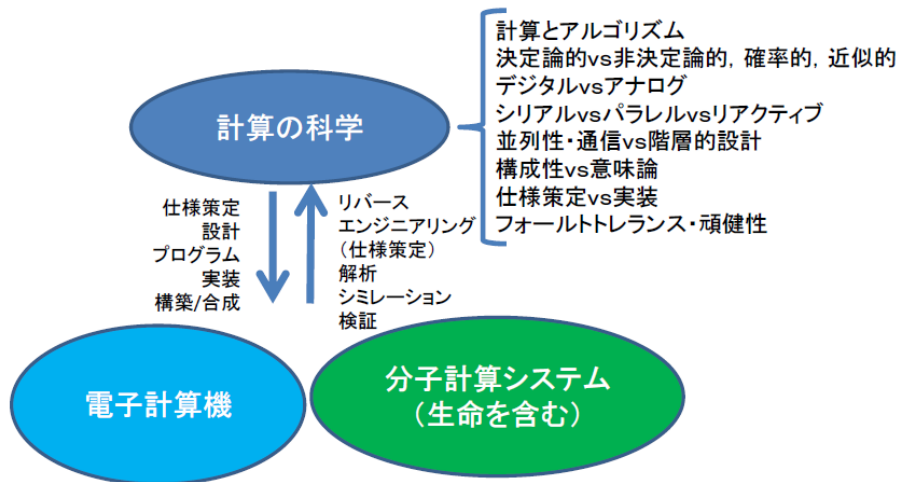 計算とアルゴリズム
決定論的vs非決定論的, 確率的, 近似的
デジタルvsアナログ
シリアルvsパラレルvsリアクティブ
並列性・通信vs階層的設計
構成性vs意味論
仕様策定vs実装
フォールトトレランス・頑健性
計算の科学
仕様策定
設計
プログラム
実装
構築/合成
リバース
エンジニアリング
(仕様策定)
解析
シミレーション
検証
電子計算機
分子計算システム
(生命を含む)